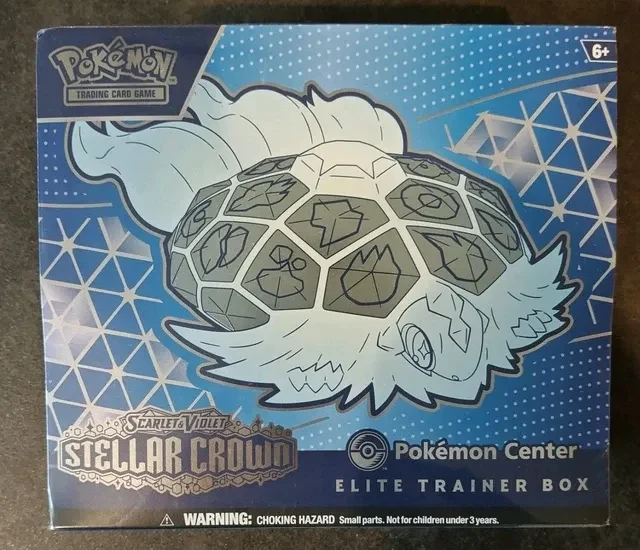 POKéMON
TRADING CARD GAME
6+
SCARLET & VIOLET
STELLAR CROWN
Pokémon Center
ELITE TRAINER BOX
WARNING: CHOKING HAZARD Small parts. Not for children under 3 years.